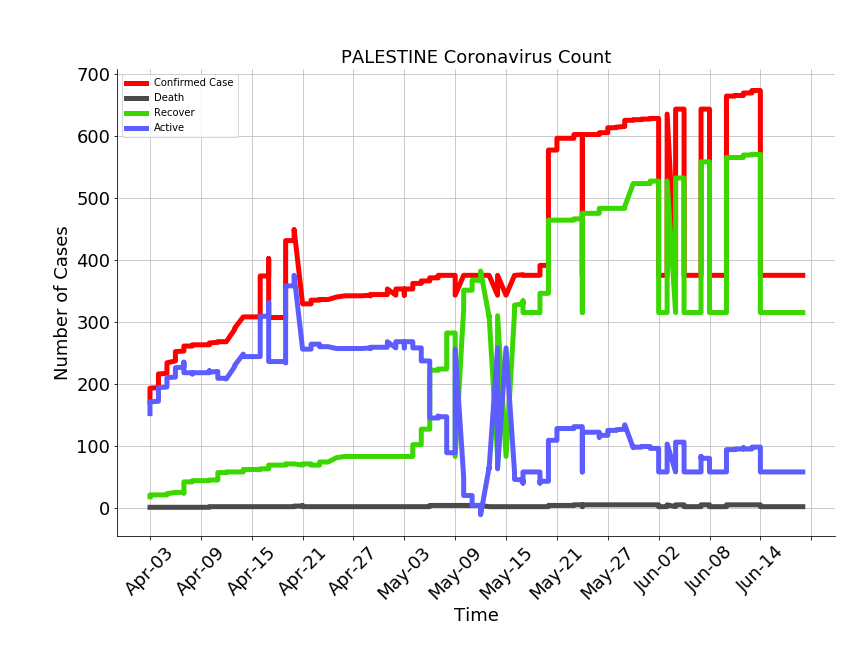 PALESTINE Coronavirus Count
Confirmed Case
Death
Recover
Active
Number of Cases
700
600
500
400
300
200
100
0
Apr-03
Apr-09
Apr-15
Apr-21
Apr-27
May-03
May-09
May-15
May-21
May-27
Jun-02
Jun-08
Jun-14
Time